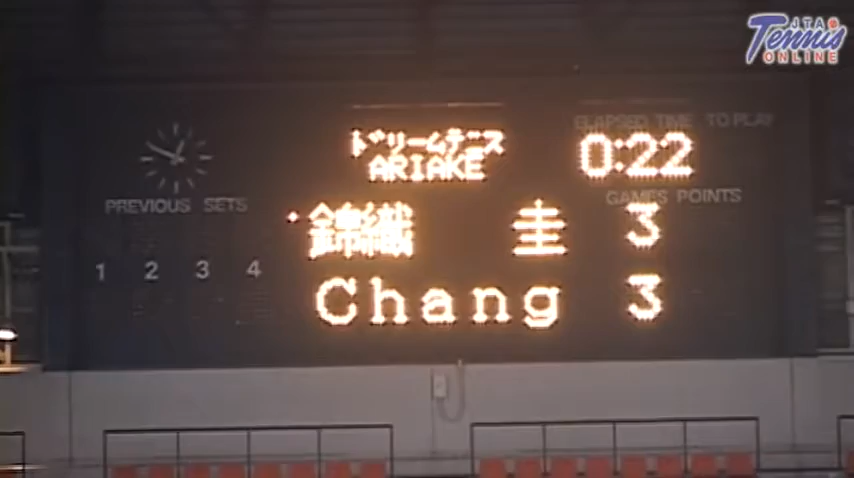 JTA
Tennis
ONLINE
ドリームテニス
ARIAKE
ELAPSED TIME TO PLAY
0:22
PREVIOUS SETS
GAMES POINTS
1 2 3 4
錦織 圭 3
Chang 3